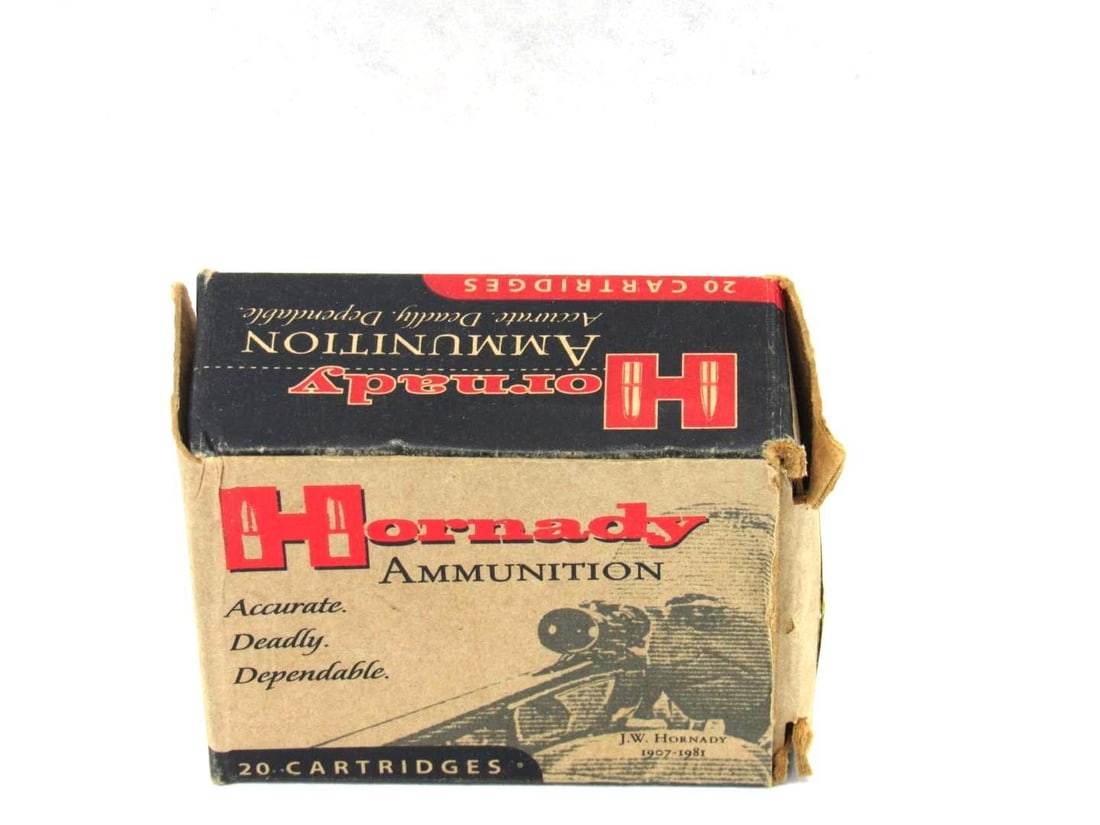 20 CARTRIDGES
Accurate. Deadly. Dependable.
AMMUNITION
Hornady
Hornady
AMMUNITION
Accurate.
Deadly.
Dependable.
J.W. HORNADY
1907-1981
20 CARTRIDGES